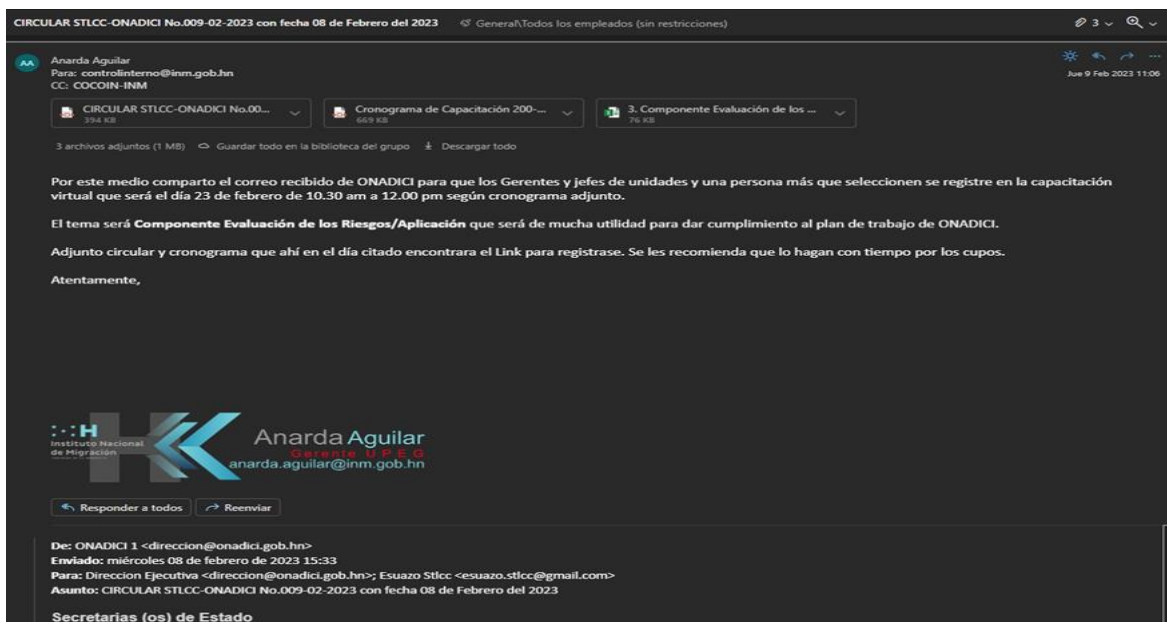 CIRCULAR STLCC-ONADICI No.009-02-2023 con fecha 08 de Febrero del 2023 General\Todos los empleados (sin restricciones) 3
AA
Anarda Aguilar
Para: controlinterno@inm.gob.hn
CC: COCOIN-INM
Jue 9 Feb 2023 11:06
CIRCULAR STLCC-ONADICI No.00...
394 KB
Cronograma de Capacitación 200-...
669 KB
3. Componente Evaluación de los ...
76 KB
3 archivos adjuntos (1 MB) Guardar todo en la biblioteca del grupo Descargar todo
Por este medio comparto el correo recibido de ONADICI para que los Gerentes y jefes de unidades y una persona más que seleccionen se registre en la capacitación
virtual que será el día 23 de febrero de 10.30 am a 12.00 pm según cronograma adjunto.
El tema será Componente Evaluación de los Riesgos/Aplicación que será de mucha utilidad para dar cumplimiento al plan de trabajo de ONADICI.
Adjunto circular y cronograma que ahí en el día citado encontrara el Link para registrase. Se les recomienda que lo hagan con tiempo por los cupos.
Atentamente,
H
Instituto Nacional
de Migración
Anarda Aguilar
Gerente UPEG
anarda.aguilar@inm.gob.hn
Responder a todos Reenviar
De: ONADICI 1 <direccion@onadici.gob.hn>
Enviado: miércoles 08 de febrero de 2023 15:33
Para: Direccion Ejecutiva <direccion@onadici.gob.hn>; Esuazo Stlcc <esuazo.stlcc@gmail.com>
Asunto: CIRCULAR STLCC-ONADICI No.009-02-2023 con fecha 08 de Febrero del 2023
Secretarias (os) de Estado